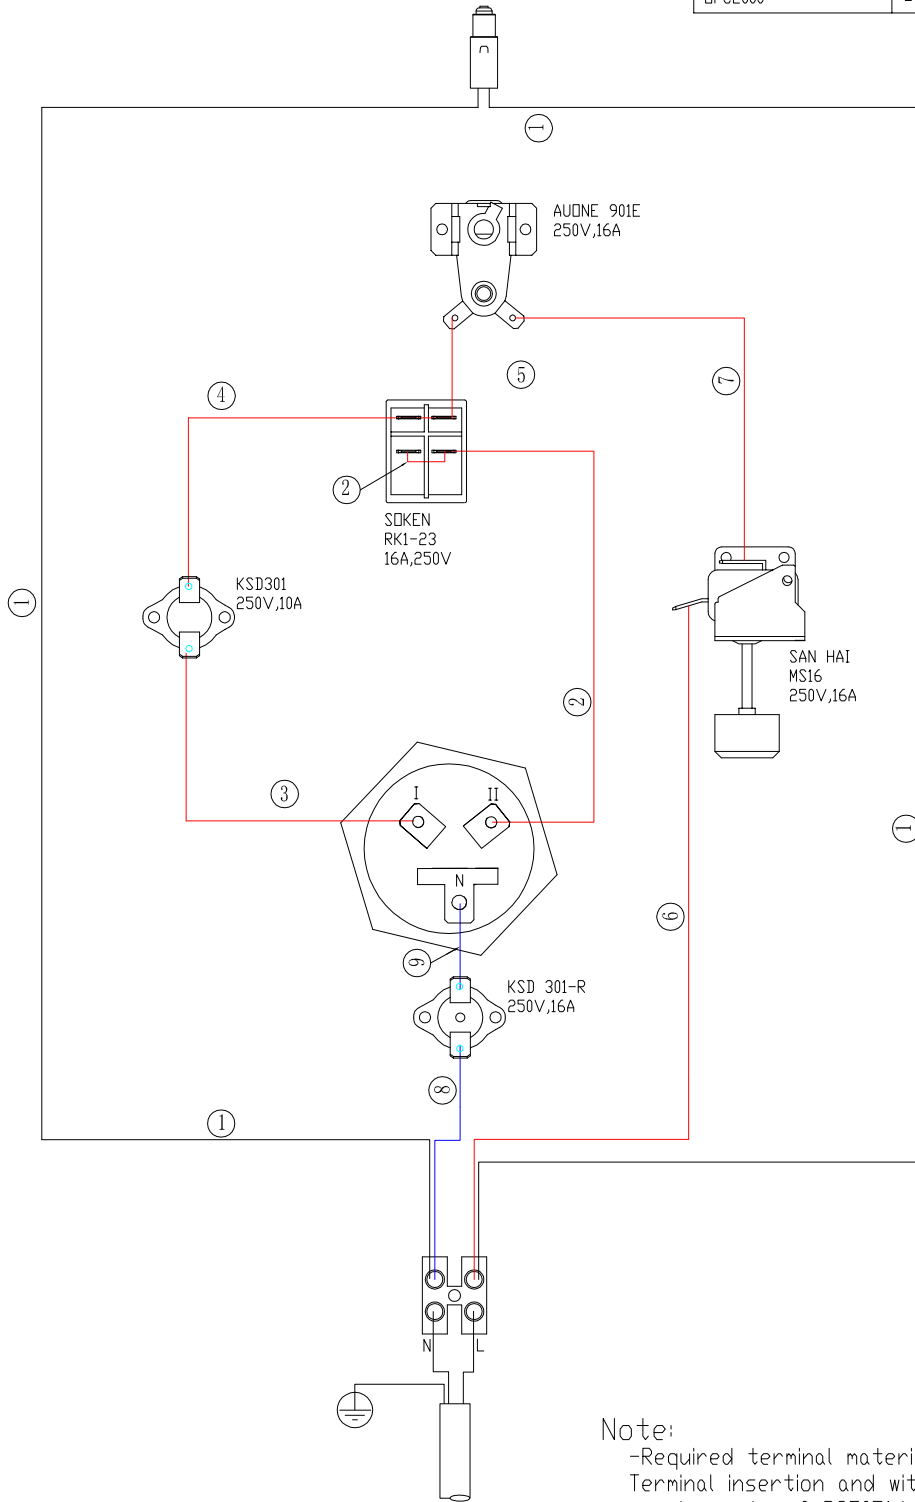 1
AUONE 901E
250V,16A
5
7
4
2
SOKEN
RK1-23
16A,250V
KSD301
250V,10A
1
SAN HAI
MS16
250V,16A
2
3
I
II
1
N
6
9
KSD 301-R
250V,16A
8
1
N
L
Note:
-Required terminal materi
Terminal insertion and wit